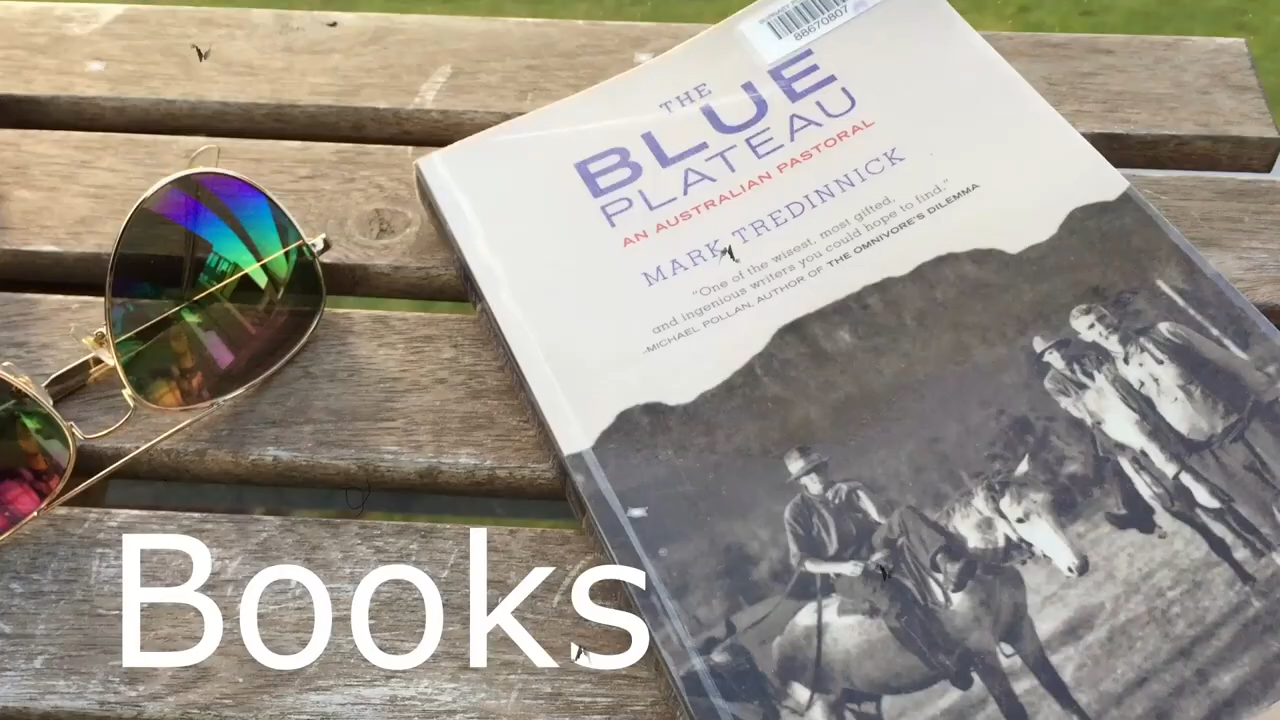 88670807
THE
BLUE
PLATEAU
AN AUSTRALIAN PASTORAL
MARK TREDINNICK
"One of the wisest, most gifted,
and ingenious writers you could hope to find."
-MICHAEL POLLAN, AUTHOR OF THE OMNIVORE'S DILEMMA
Books